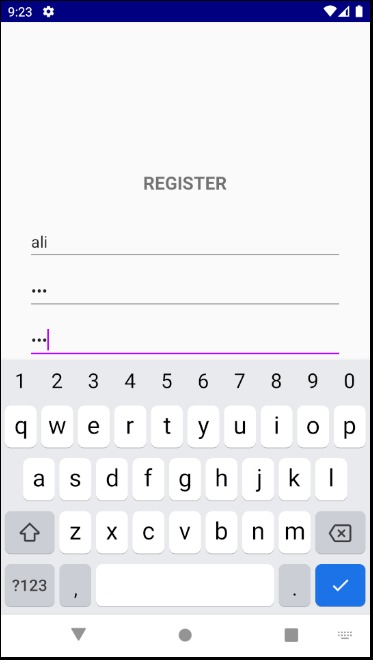 9:23
REGISTER
ali
•••
•••
1 2 3 4 5 6 7 8 9 0
q w e r t y u i o p
a s d f g h j k l
z x c v b n m
?123 , .